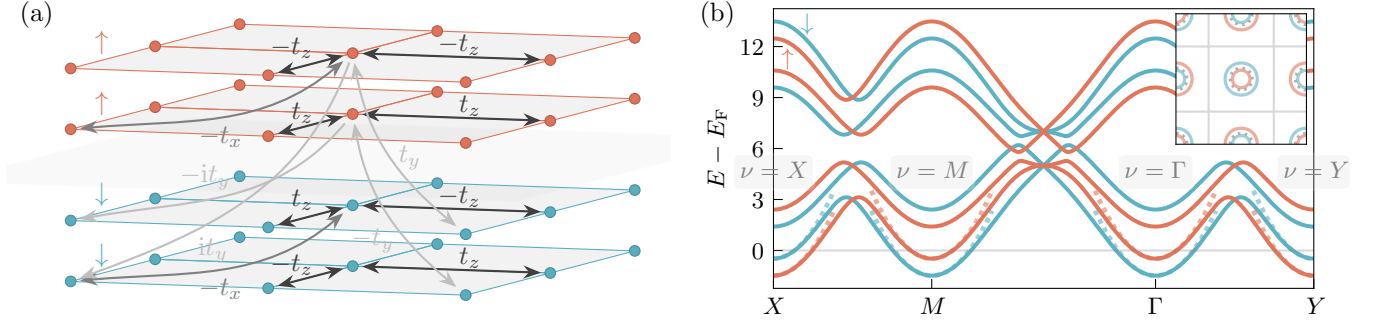 (a)
↑
−t_z
−t_z
↑
t_z
t_z
−t_x
t_y
−it_y
↓
t_z
−t_z
it_y
−t_y
↓
−t_z
t_z
−t_x
(b)
E − E_F
12
9
6
3
0
↓
↑
ν = X
ν = M
ν = Γ
ν = Y
X
M
Γ
Y